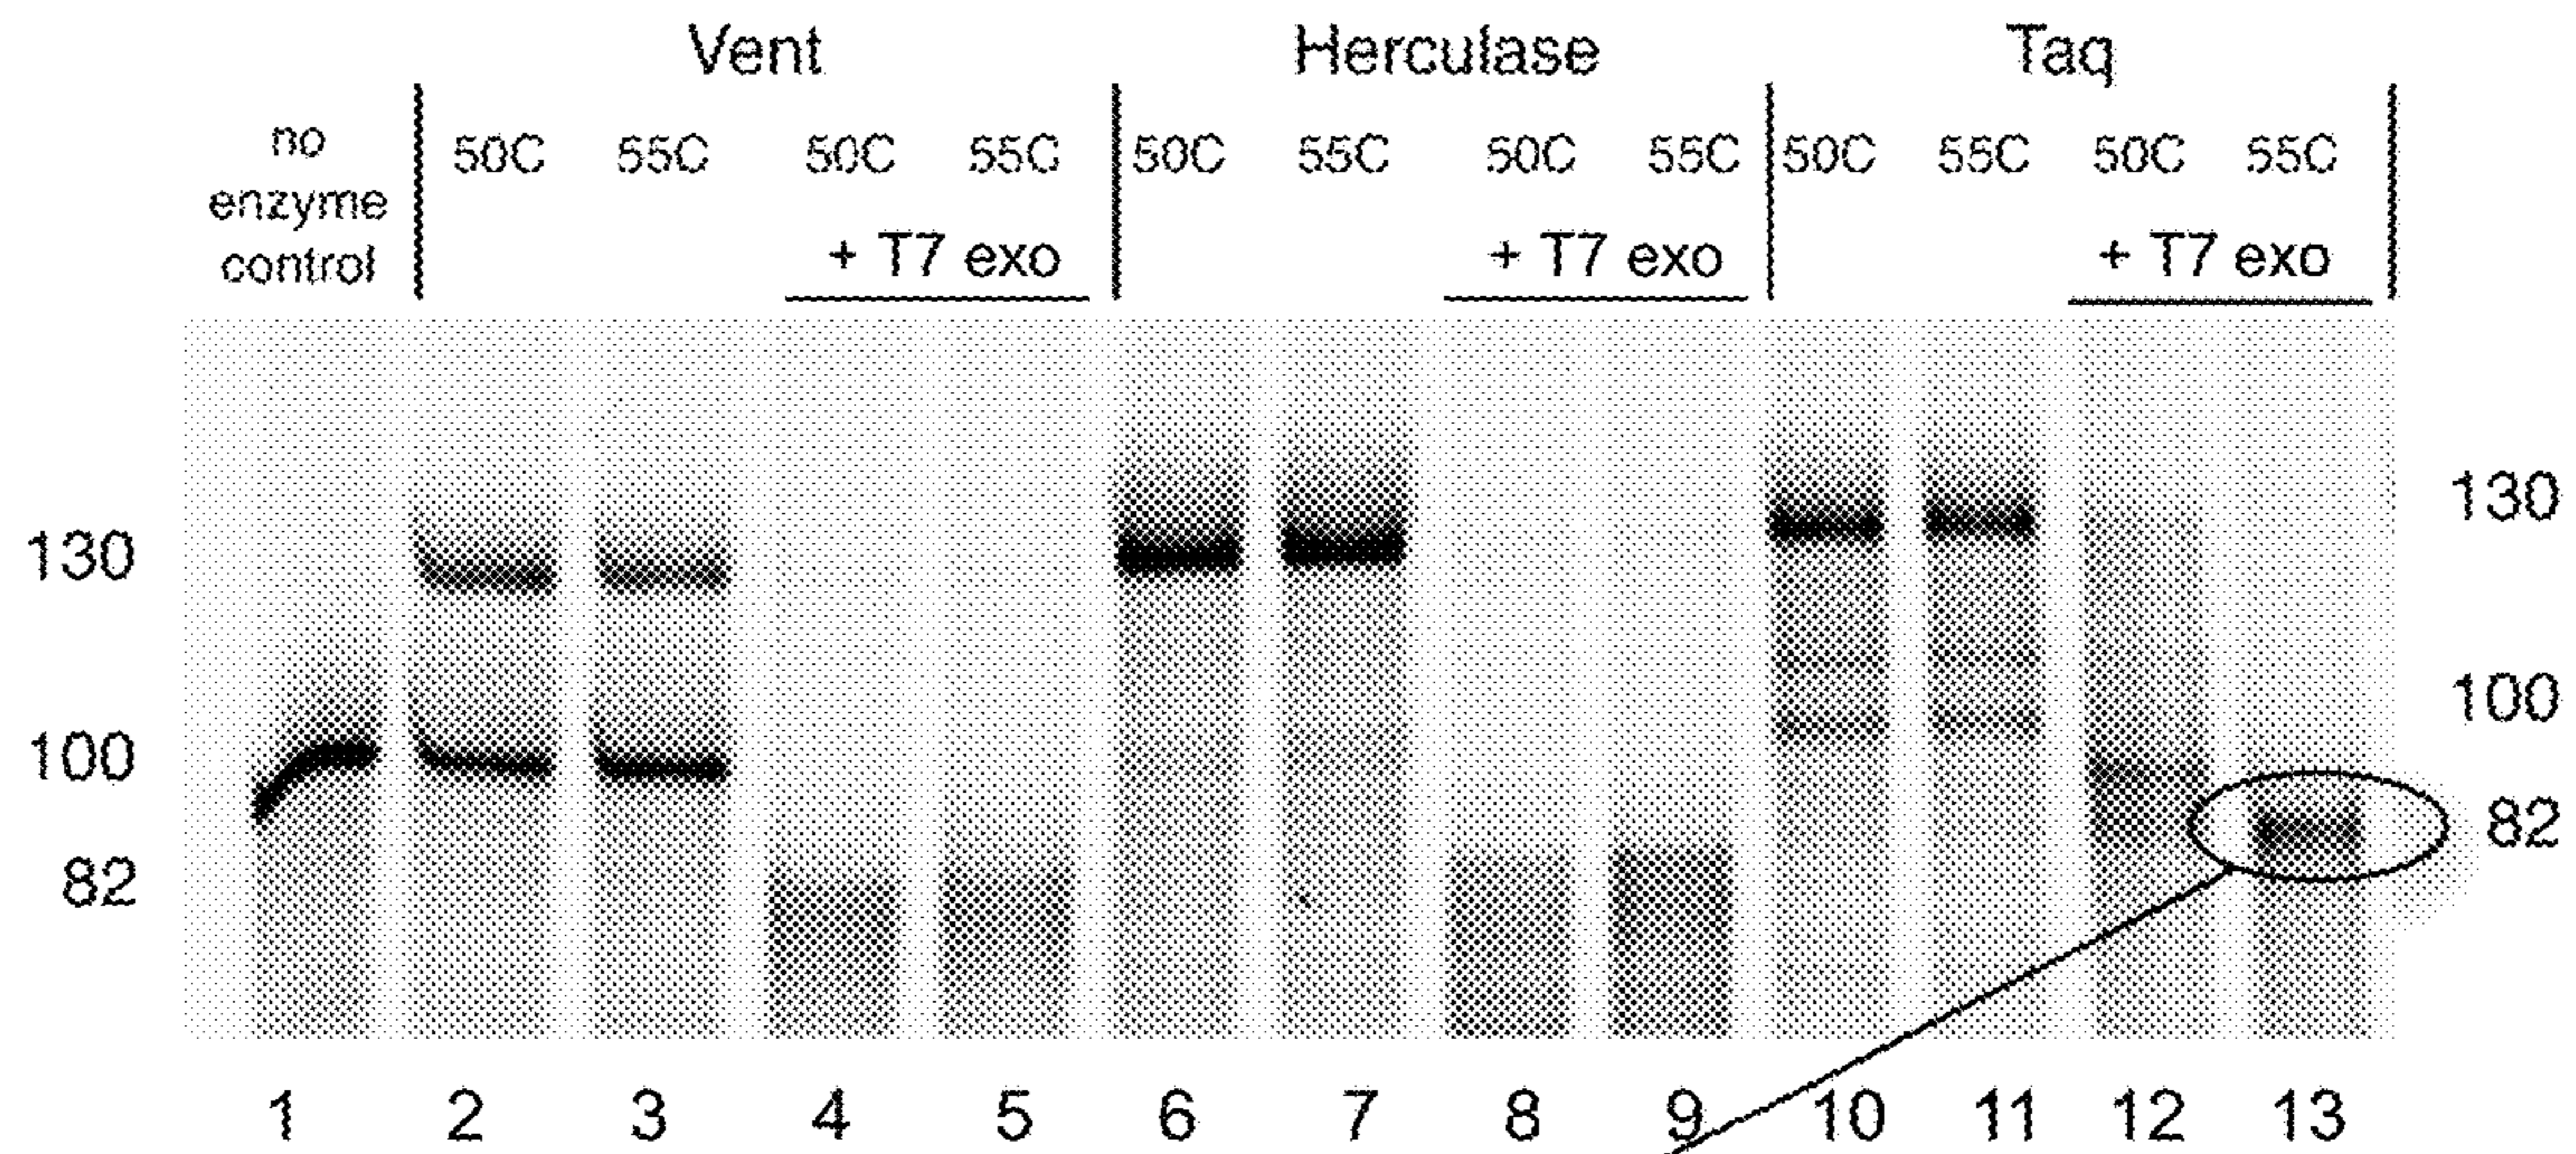 Vent Herculase Taq
no enzyme control
50C 55C 50C 55C 50C 55C 50C 55C 50C 55C 50C 55C
+ T7 exo + T7 exo + T7 exo
130 130
100 100
82 82
1 2 3 4 5 6 7 8 9 10 11 12 13